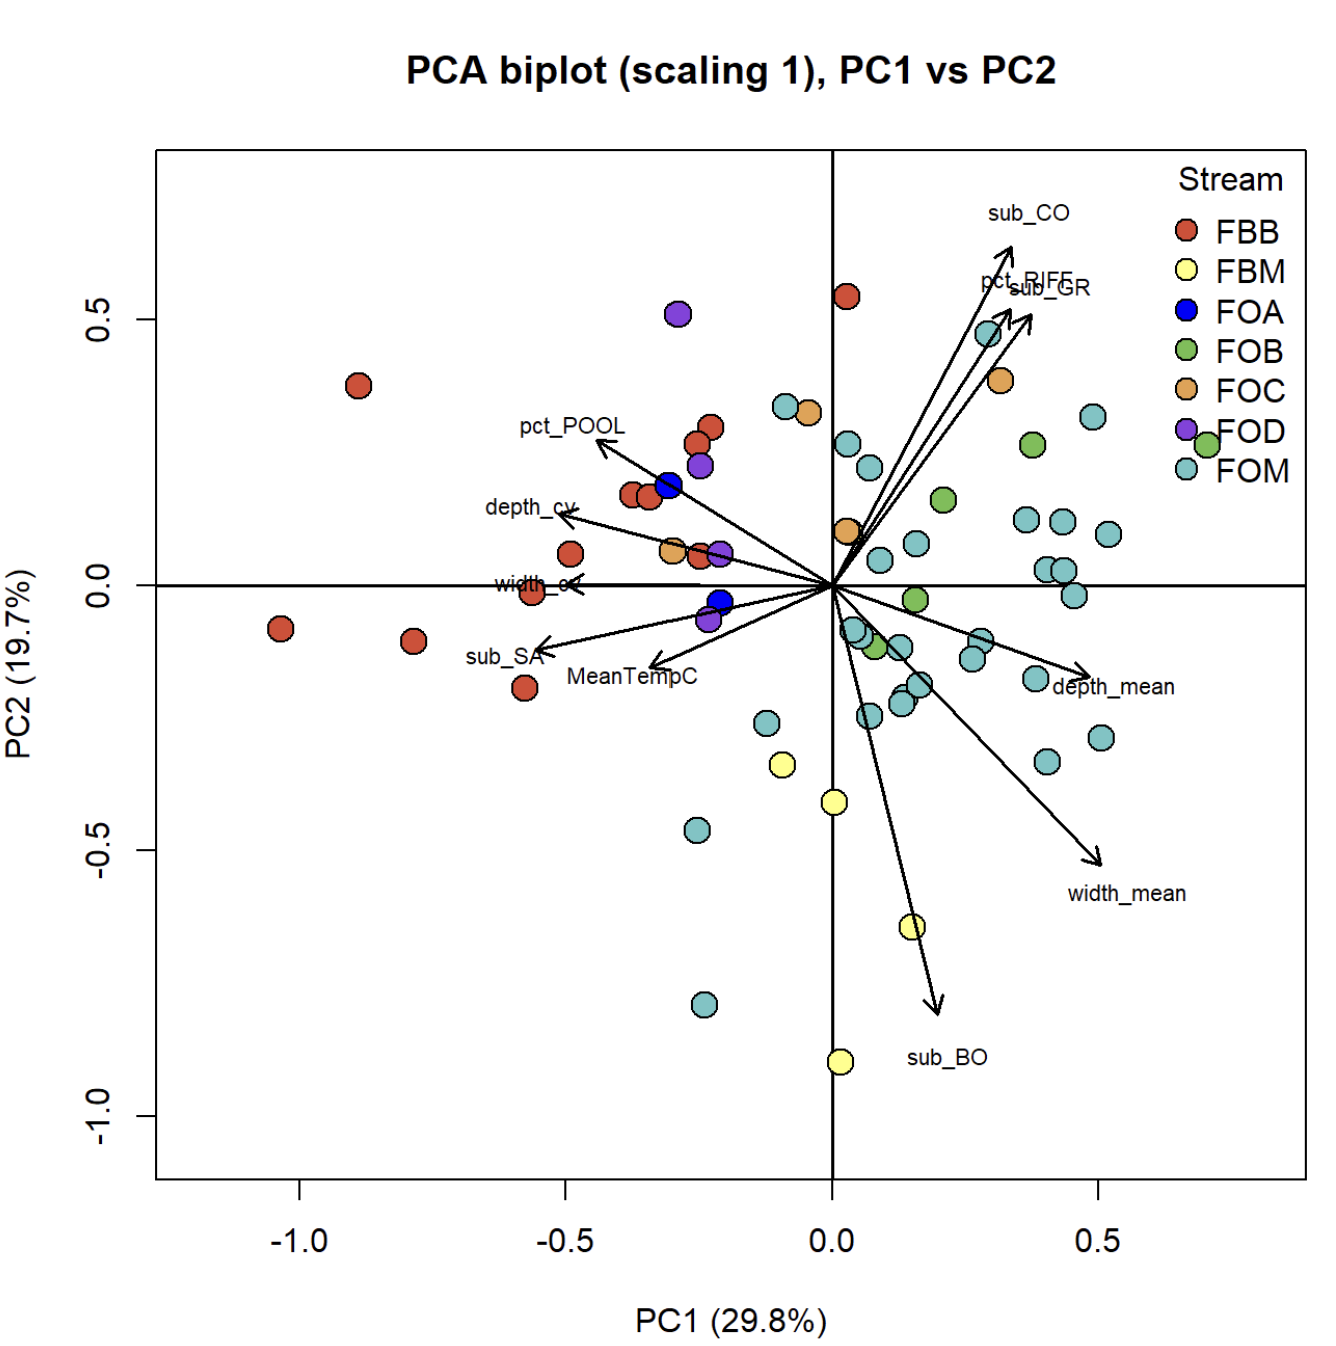 PCA biplot (scaling 1), PC1 vs PC2
Stream
FBB
FBM
FOA
FOB
FOC
FOD
FOM
sub_CO
pct_RIFF
sub_GR
pct_POOL
depth_cv
width_cv
sub_SA
MeanTempC
depth_mean
width_mean
sub_BO
0.5
0.0
-0.5
-1.0
PC2 (19.7%)
-1.0
-0.5
0.0
0.5
PC1 (29.8%)